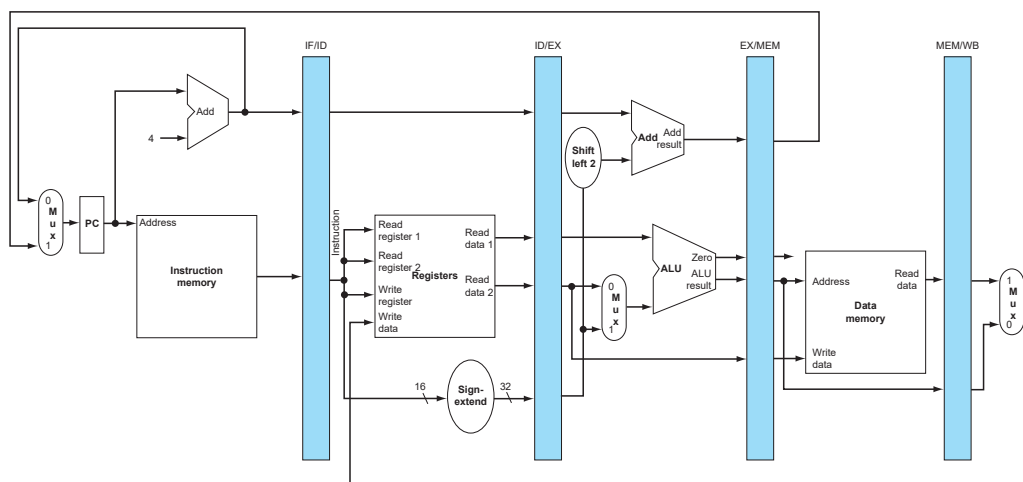 IF/ID
ID/EX
EX/MEM
MEM/WB
Add
4
Shift
left 2
Add
Add
result
0
M
u
x
1
PC
Address
Instruction
memory
Instruction
Read
register 1
Read
register 2
Registers
Write
register
Write
data
Read
data 1
Read
data 2
16
Sign-
extend
32
0
M
u
x
1
ALU
Zero
ALU
result
Address
Read
data
Data
memory
Write
data
1
M
u
x
0